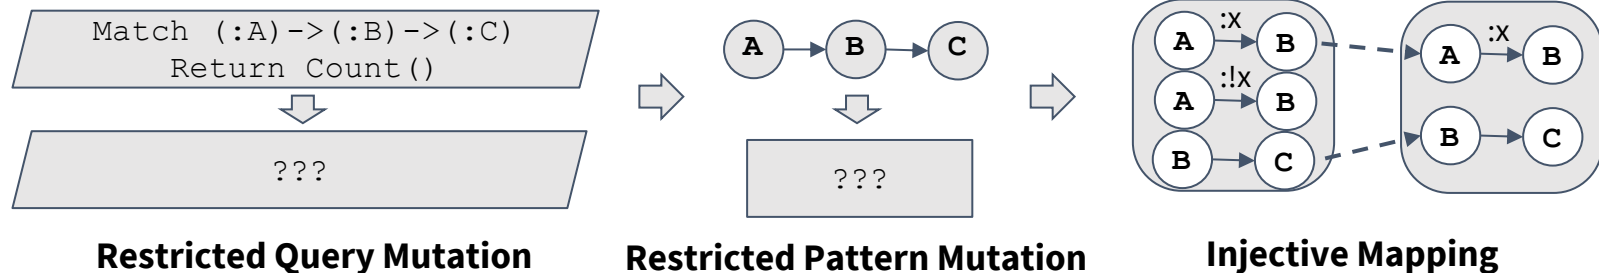 Match (:A)->(:B)->(:C)
Return Count()
???
Restricted Query Mutation
A B C
???
Restricted Pattern Mutation
:x
A B
:!x
A B
B C
:x
A B
B C
Injective Mapping